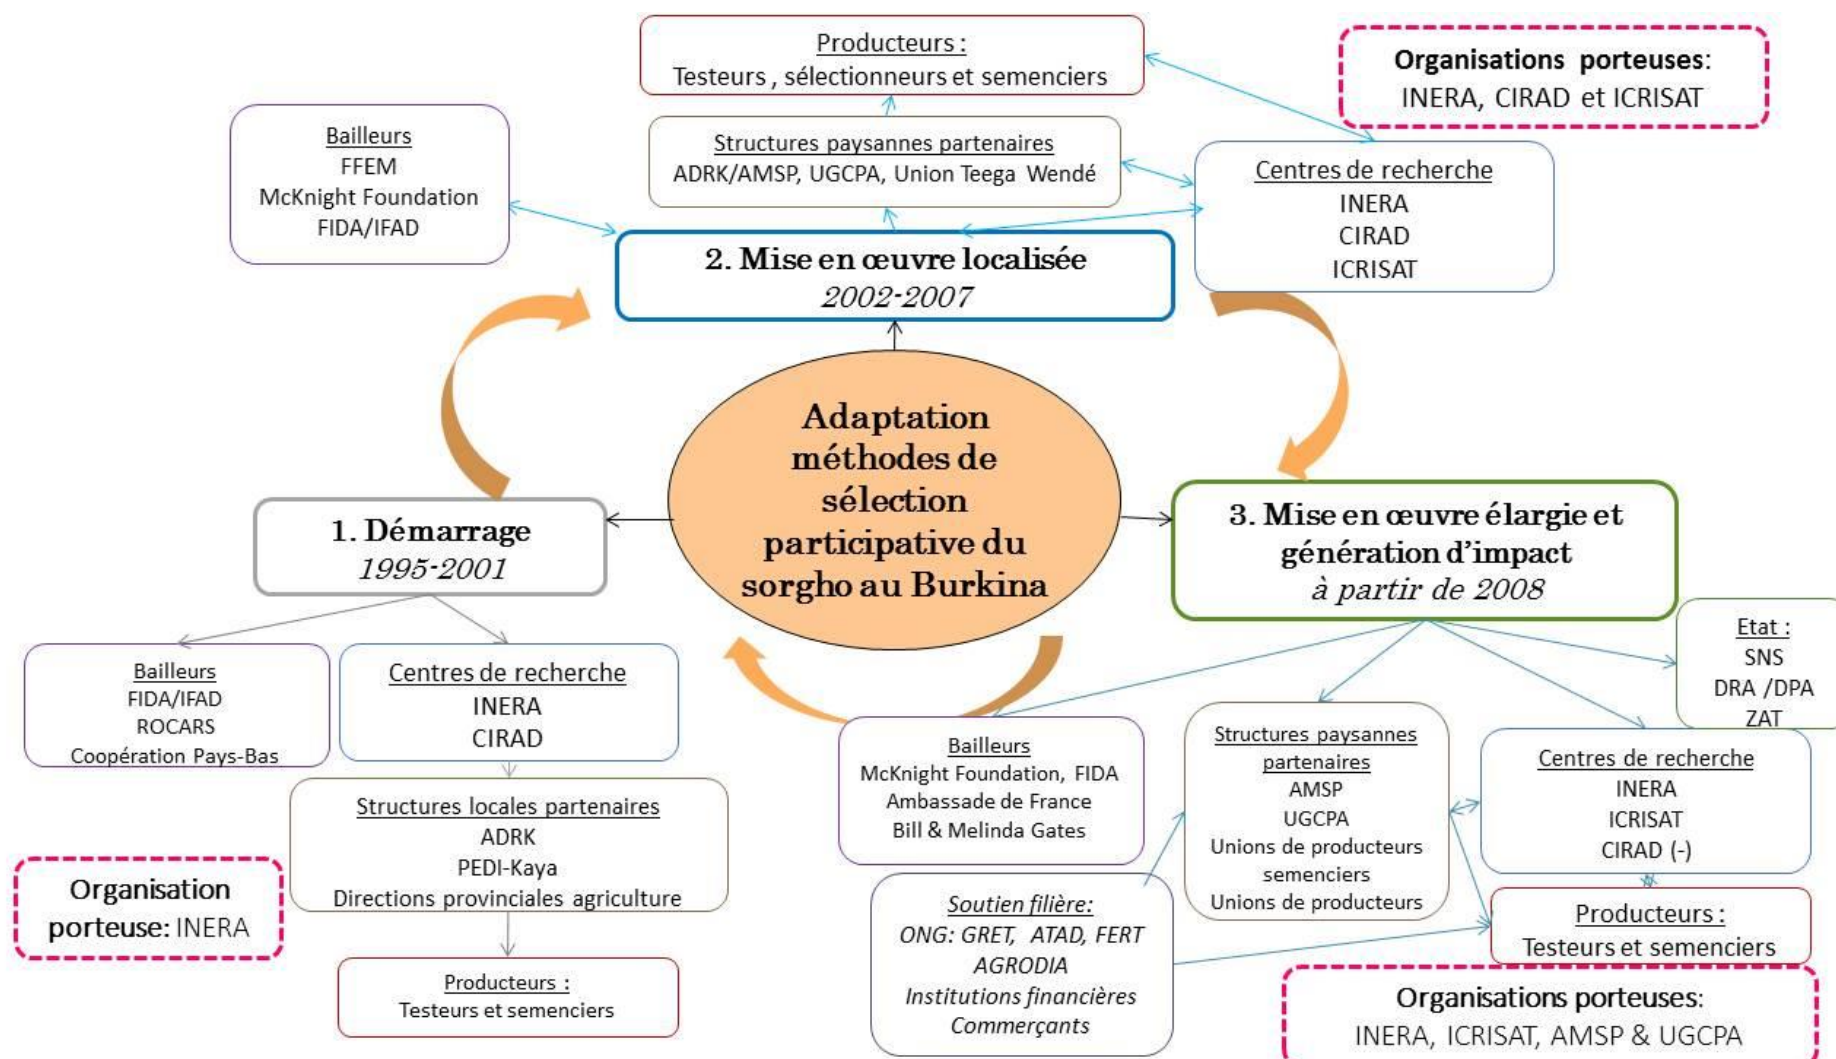 Producteurs :
Testeurs , sélectionneurs et semenciers
Organisations porteuses:
INERA, CIRAD et ICRISAT
Bailleurs
FFEM
McKnight Foundation
FIDA/IFAD
Structures paysannes partenaires
ADRK/AMSP, UGCPA, Union Teega Wendé
Centres de recherche
INERA
CIRAD
ICRISAT
2. Mise en œuvre localisée
2002-2007
Adaptation
méthodes de
sélection
participative du
sorgho au Burkina
1. Démarrage
1995-2001
3. Mise en œuvre élargie et
génération d'impact
à partir de 2008
Bailleurs
FIDA/IFAD
ROCARS
Coopération Pays-Bas
Centres de recherche
INERA
CIRAD
Structures locales partenaires
ADRK
PEDI-Kaya
Directions provinciales agriculture
Organisation
porteuse: INERA
Producteurs :
Testeurs et semenciers
Etat :
SNS
DRA /DPA
ZAT
Bailleurs
McKnight Foundation, FIDA
Ambassade de France
Bill & Melinda Gates
Structures paysannes
partenaires
AMSP
UGCPA
Unions de producteurs
semenciers
Unions de producteurs
Centres de recherche
INERA
ICRISAT
CIRAD (-)
Soutien filière:
ONG: GRET, ATAD, FERT
AGRODIA
Institutions financières
Commerçants
Producteurs :
Testeurs et semenciers
Organisations porteuses:
INERA, ICRISAT, AMSP & UGCPA